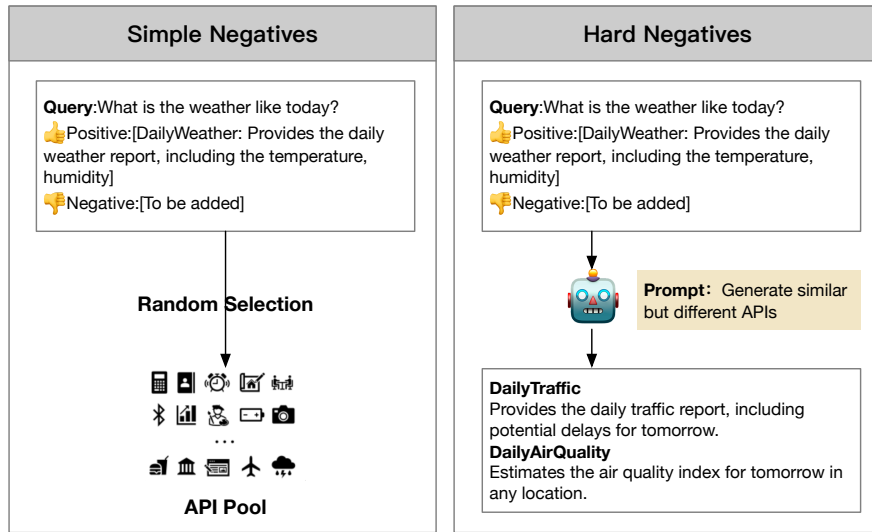 Simple Negatives
Query:What is the weather like today?
👍Positive:[DailyWeather: Provides the daily
weather report, including the temperature,
humidity]
👎Negative:[To be added]
Random Selection
...
API Pool
Hard Negatives
Query:What is the weather like today?
👍Positive:[DailyWeather: Provides the daily
weather report, including the temperature,
humidity]
👎Negative:[To be added]
Prompt： Generate similar
but different APIs
DailyTraffic
Provides the daily traffic report, including
potential delays for tomorrow.
DailyAirQuality
Estimates the air quality index for tomorrow in
any location.